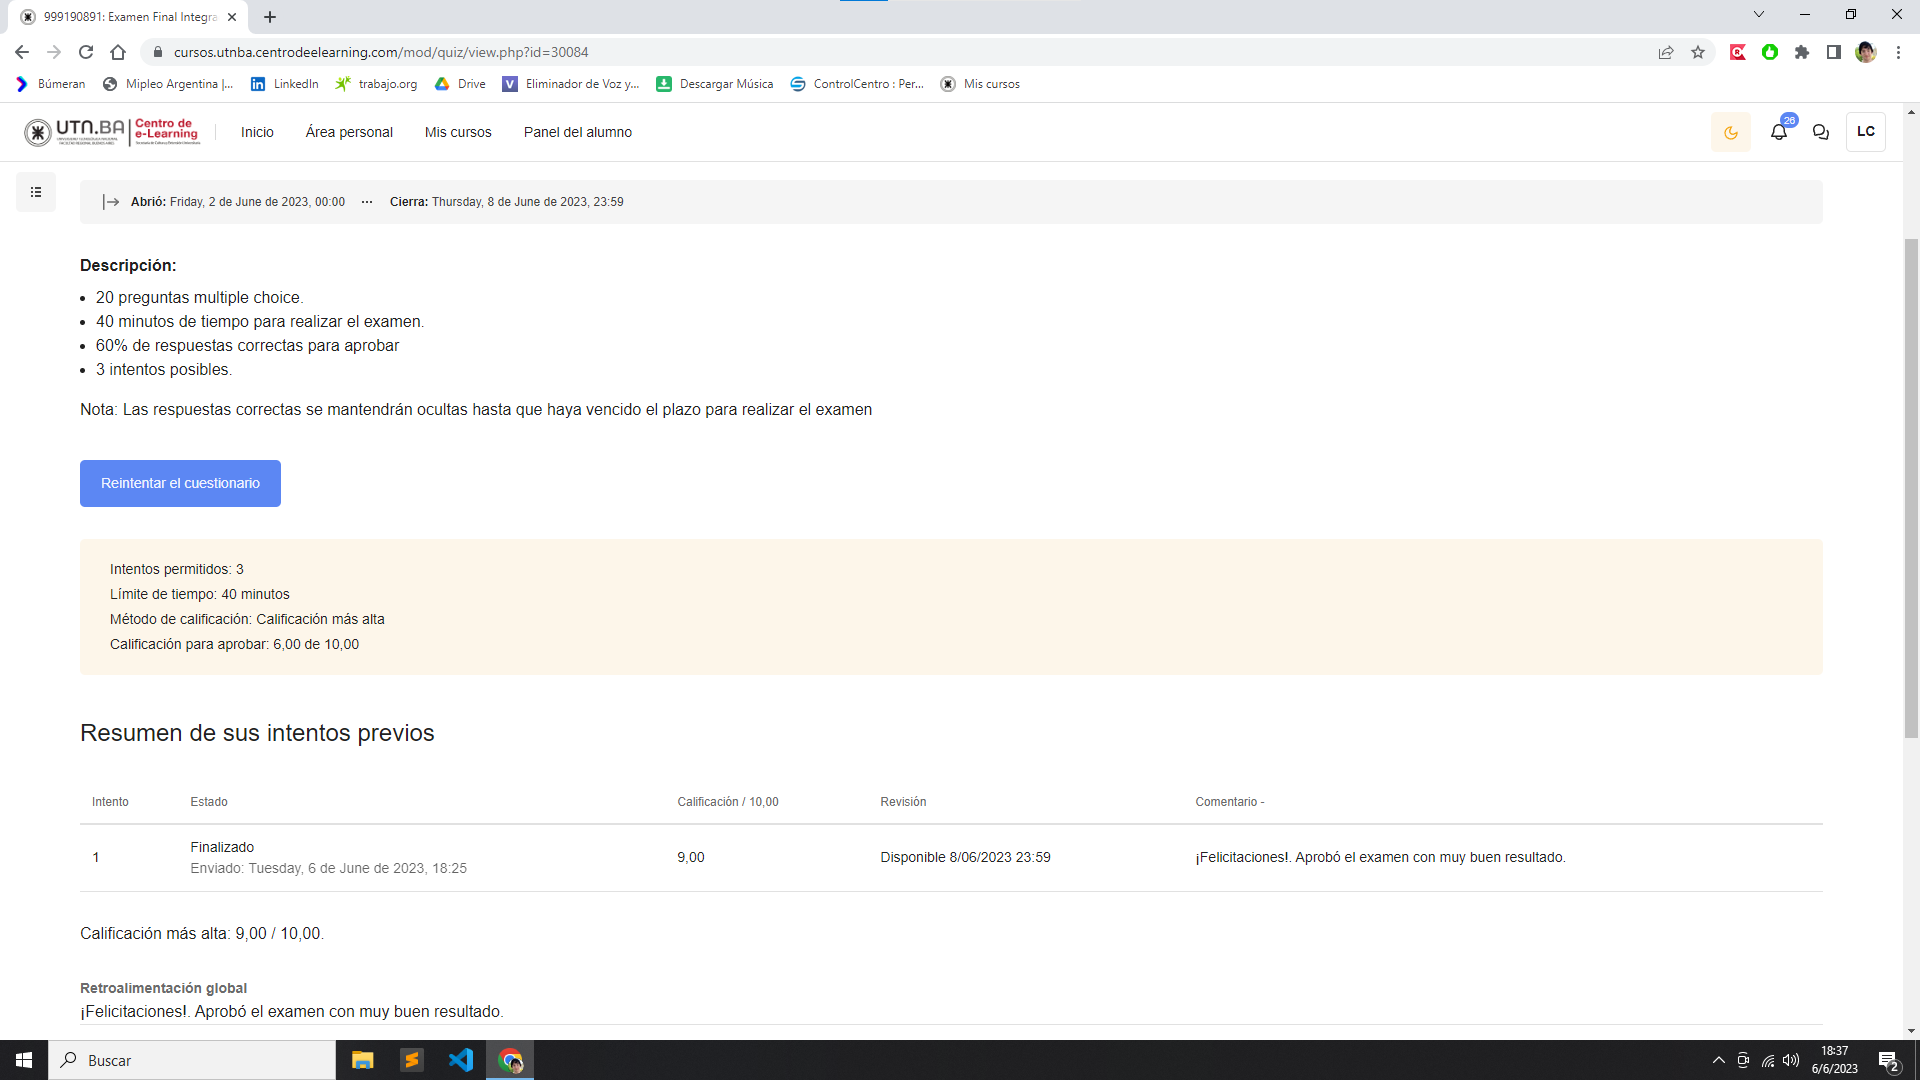 999190891: Examen Final Integra
cursos.utnba.centrodeelearning.com/mod/quiz/view.php?id=30084
Búmeran
Mipleo Argentina |...
LinkedIn
trabajo.org
Drive
Eliminador de Voz y...
Descargar Música
ControlCentro : Per...
Mis cursos
UTN.BA
Centro de
e-Learning
Inicio
Área personal
Mis cursos
Panel del alumno
26
LC
Abrió: Friday, 2 de June de 2023, 00:00 ··· Cierra: Thursday, 8 de June de 2023, 23:59
Descripción:
• 20 preguntas multiple choice.
• 40 minutos de tiempo para realizar el examen.
• 60% de respuestas correctas para aprobar
• 3 intentos posibles.
Nota: Las respuestas correctas se mantendrán ocultas hasta que haya vencido el plazo para realizar el examen
Reintentar el cuestionario
Intentos permitidos: 3
Límite de tiempo: 40 minutos
Método de calificación: Calificación más alta
Calificación para aprobar: 6,00 de 10,00
Resumen de sus intentos previos
Intento Estado Calificación / 10,00 Revisión Comentario -
1 Finalizado 9,00 Disponible 8/06/2023 23:59 ¡Felicitaciones!. Aprobó el examen con muy buen resultado.
Enviado: Tuesday, 6 de June de 2023, 18:25
Calificación más alta: 9,00 / 10,00.
Retroalimentación global
¡Felicitaciones!. Aprobó el examen con muy buen resultado.
Buscar
18:37
6/6/2023
2